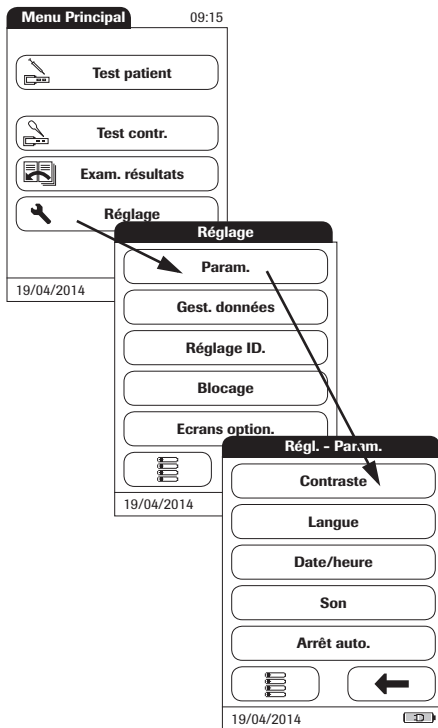 Menu Principal 09:15
Test patient
Test contr.
Exam. résultats
Réglage
19/04/2014
Réglage
Param.
Gest. données
Réglage ID.
Blocage
Ecrans option.
19/04/2014
Régl. - Param.
Contraste
Langue
Date/heure
Son
Arrêt auto.
19/04/2014